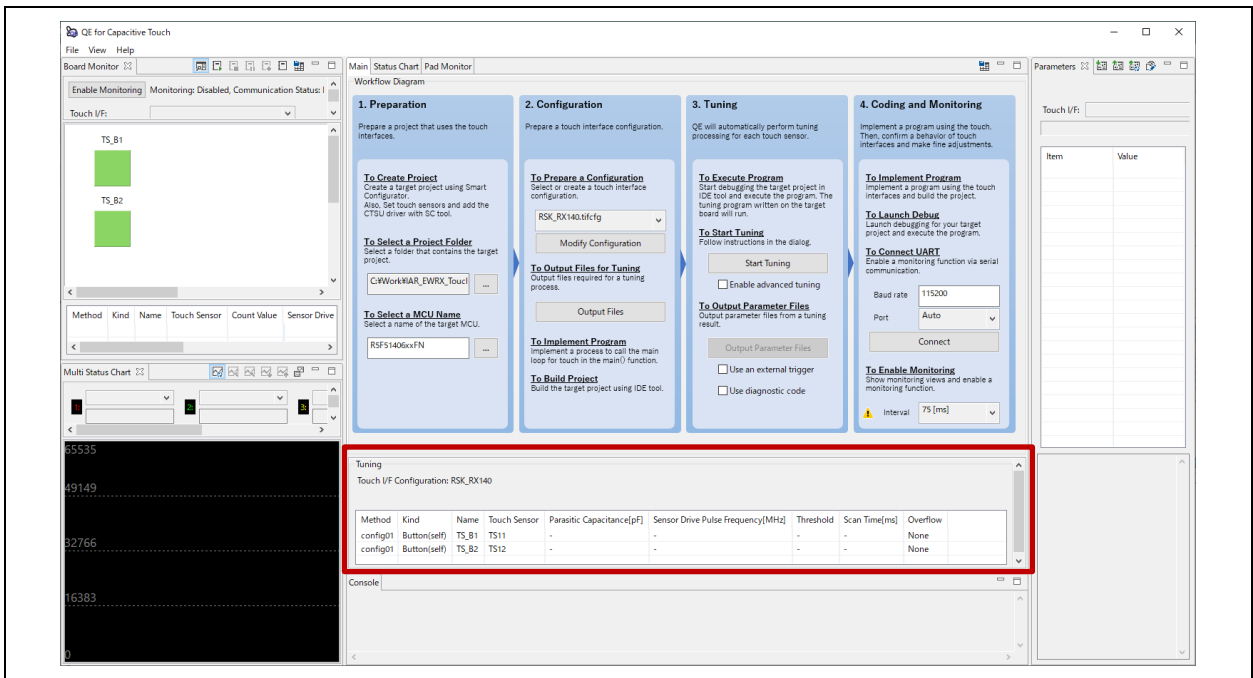 QE for Capacitive Touch
File View Help
Board Monitor
Enable Monitoring Monitoring: Disabled, Communication Status: I
Touch I/F:
TS_B1
TS_B2
Method Kind Name Touch Sensor Count Value Sensor Drive
Multi Status Chart
1:
2:
3:
65535
49149
32766
16383
0
Main Status Chart Pad Monitor
Workflow Diagram
1. Preparation
Prepare a project that uses the touch
interfaces.
To Create Project
Create a target project using Smart
Configurator.
Also, Set touch sensors and add the
CTSU driver with SC tool.
To Select a Project Folder
Select a folder that contains the target
project.
C:¥Work¥IAR_EWRX_Toucl ...
To Select a MCU Name
Select a name of the target MCU.
R5F51406xxFN ...
2. Configuration
Prepare a touch interface configuration.
To Prepare a Configuration
Select or create a touch interface
configuration.
RSK_RX140.tifcfg
Modify Configuration
To Output Files for Tuning
Output files required for a tuning
process.
Output Files
To Implement Program
Implement a process to call the main
loop for touch in the main() function.
To Build Project
Build the target project using IDE tool.
3. Tuning
QE will automatically perform tuning
processing for each touch sensor.
To Execute Program
Start debugging the target project in
IDE tool and execute the program. The
tuning program written on the target
board will run.
To Start Tuning
Follow instructions in the dialog.
Start Tuning
Enable advanced tuning
To Output Parameter Files
Output parameter files from a tuning
result.
Output Parameter Files
Use an external trigger
Use diagnostic code
4. Coding and Monitoring
Implement a program using the touch.
Then, confirm a behavior of touch
interfaces and make fine adjustments.
To Implement Program
Implement a program using the touch
interfaces and build the project.
To Launch Debug
Launch debugging for your target
project and execute the program.
To Connect UART
Enable a monitoring function via serial
communication.
Baud rate 115200
Port Auto
Connect
To Enable Monitoring
Show monitoring views and enable a
monitoring function.
Interval 75 [ms]
Tuning
Touch I/F Configuration: RSK_RX140
Method Kind Name Touch Sensor Parasitic Capacitance[pF] Sensor Drive Pulse Frequency[MHz] Threshold Scan Time[ms] Overflow
config01 Button(self) TS_B1 TS11 - - - - None
config01 Button(self) TS_B2 TS12 - - - - None
Console
Parameters
Touch I/F:
Item Value